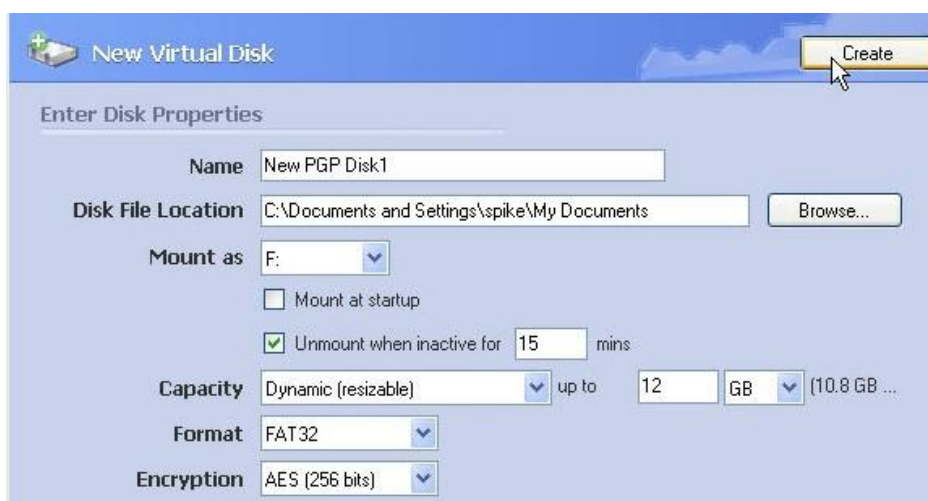 New Virtual Disk
Create
Enter Disk Properties
Name New PGP Disk1
Disk File Location C:\Documents and Settings\spike\My Documents Browse...
Mount as F:
Mount at startup
Unmount when inactive for 15 mins
Capacity Dynamic (resizable) up to 12 GB (10.8 GB ...
Format FAT32
Encryption AES (256 bits)